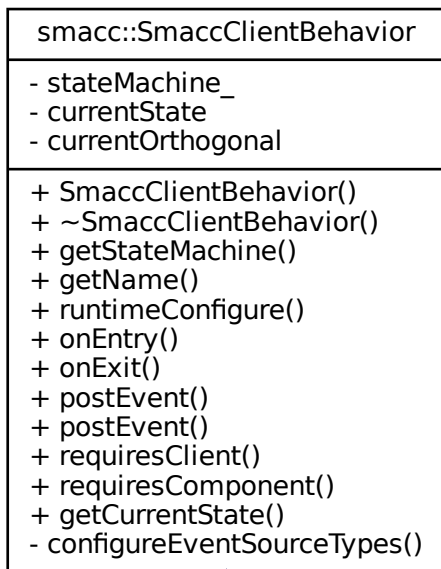 smacc::SmaccClientBehavior
- stateMachine_
- currentState
- currentOrthogonal
+ SmaccClientBehavior()
+ ~SmaccClientBehavior()
+ getStateMachine()
+ getName()
+ runtimeConfigure()
+ onEntry()
+ onExit()
+ postEvent()
+ postEvent()
+ requiresClient()
+ requiresComponent()
+ getCurrentState()
- configureEventSourceTypes()